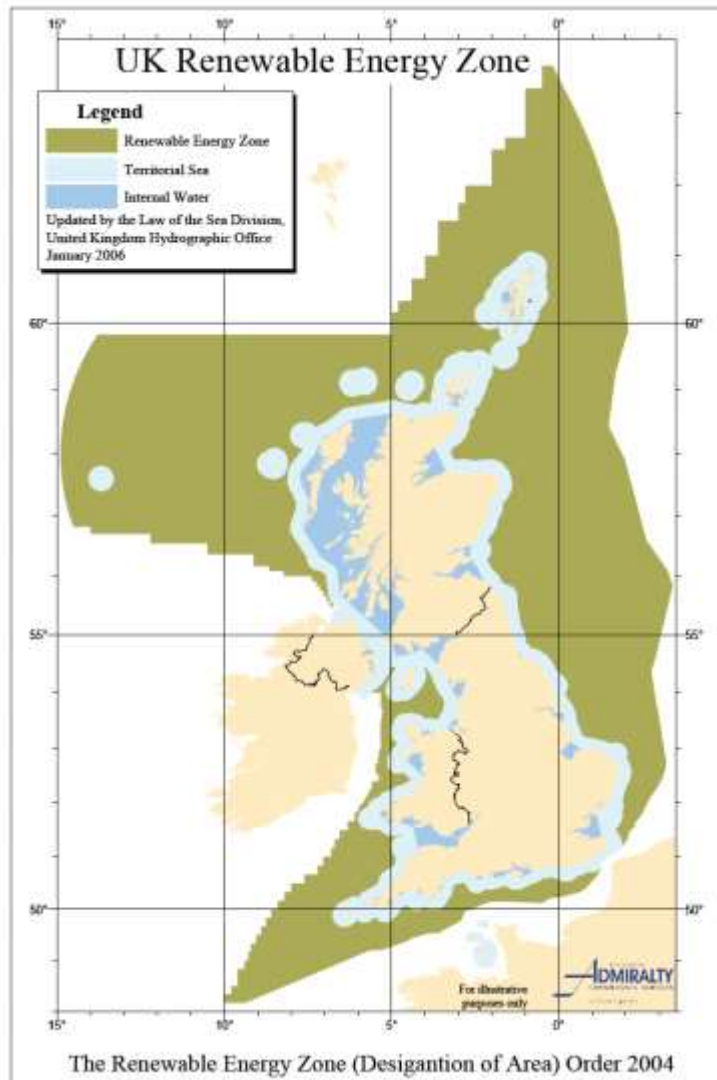 15°
10°
5°
0°
UK Renewable Energy Zone
Legend
Renewable Energy Zone
Territorial Sea
Internal Water
Updated by the Law of the Sea Division,
United Kingdom Hydrographic Office
January 2006
60°
60°
55°
55°
50°
50°
ADMIRALTY
For illustrative
purposes only
15°
10°
5°
0°
The Renewable Energy Zone (Desigantion of Area) Order 2004